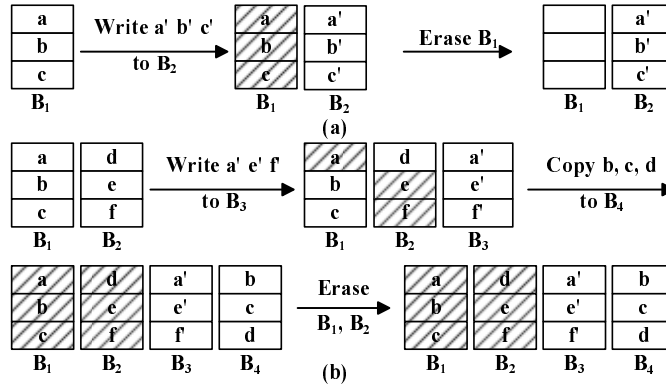 a a a'
b Write a' b' c' b b' Erase B1 b'
c to B2 c c' c'
B1 B1 B2 B1 B2
(a)
a d Write a' e' f' a d a' Copy b, c, d
b e to B3 b e e' to B4
c f c f f'
B1 B2 B1 B2 B3
a d a' b Erase a d a' b
b e e' c B1, B2 b e e' c
c f f' d c f f' d
B1 B2 B3 B4 B1 B2 B3 B4
(b)